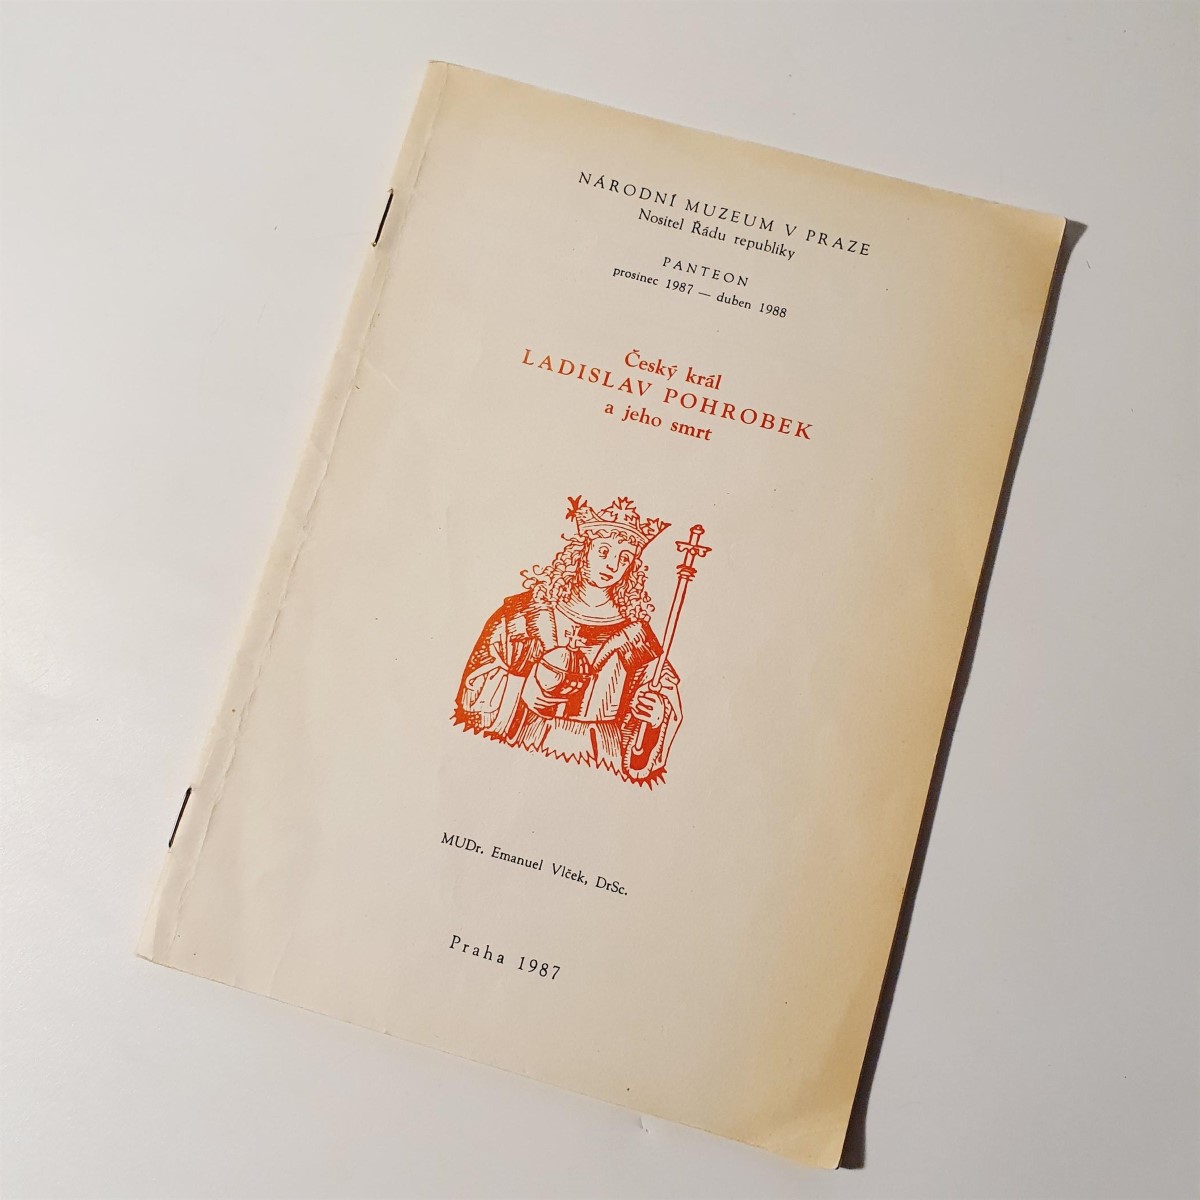 NÁRODNÍ MUZEUM V PRAZE
Nositel Řádu republiky
PANTEON
prosinec 1987 — duben 1988
Český král
LADISLAV POHROBEK
a jeho smrt
MUDr. Emanuel Vlček, DrSc.
Praha 1987